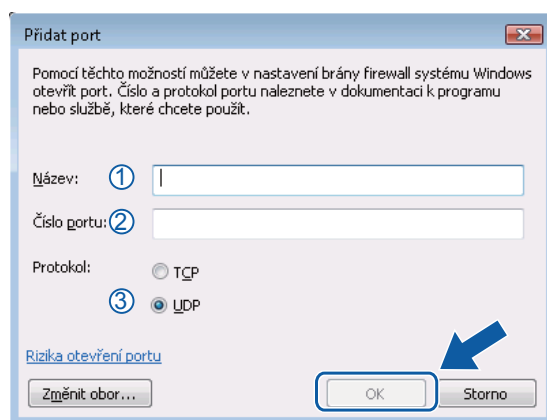 Přidat port
Pomocí těchto možností můžete v nastavení brány firewall systému Windows
otevřít port. Číslo a protokol portu naleznete v dokumentaci k programu
nebo službě, které chcete použít.
Název: ①
Číslo portu: ②
Protokol:
TCP
③ UDP
Rizika otevření portu
Změnit obor... OK Storno